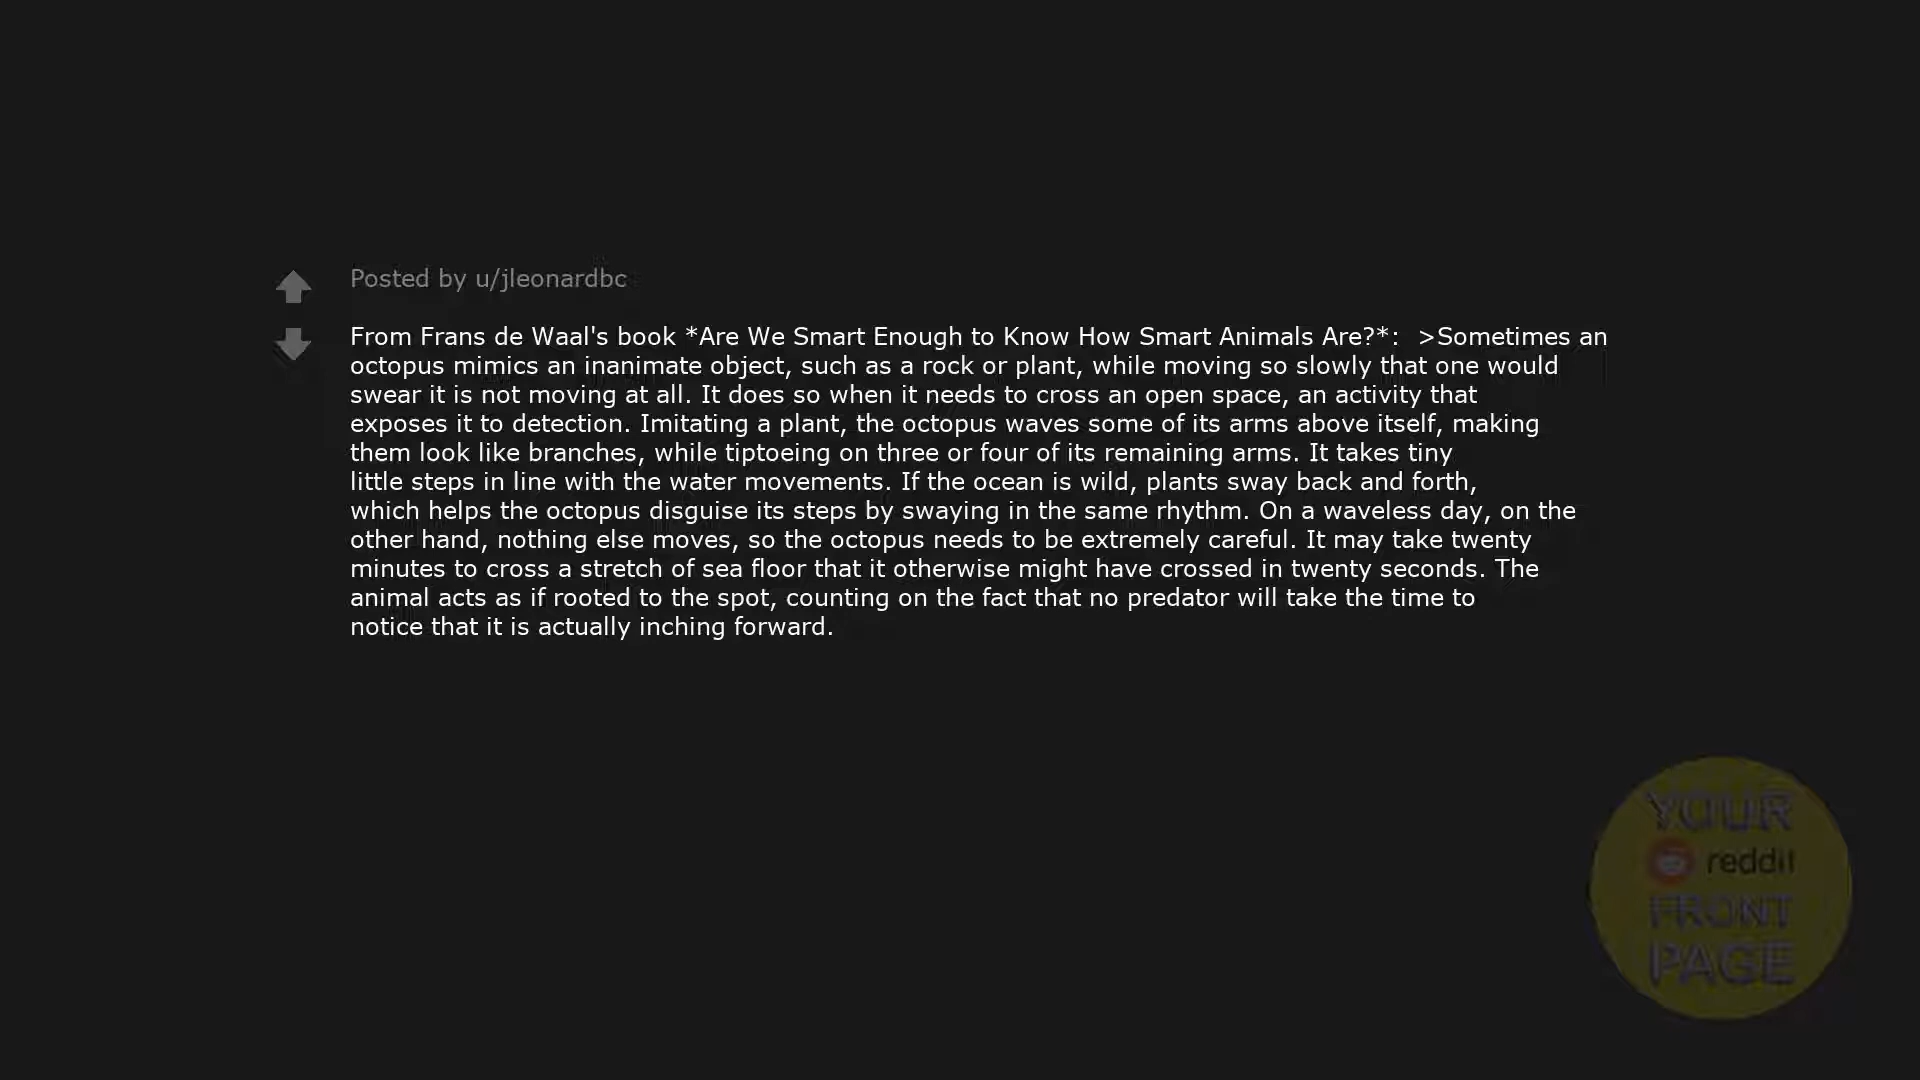 Posted by u/jleonardbc
From Frans de Waal's book *Are We Smart Enough to Know How Smart Animals Are?*:  >Sometimes an
octopus mimics an inanimate object, such as a rock or plant, while moving so slowly that one would
swear it is not moving at all. It does so when it needs to cross an open space, an activity that
exposes it to detection. Imitating a plant, the octopus waves some of its arms above itself, making
them look like branches, while tiptoeing on three or four of its remaining arms. It takes tiny
little steps in line with the water movements. If the ocean is wild, plants sway back and forth,
which helps the octopus disguise its steps by swaying in the same rhythm. On a waveless day, on the
other hand, nothing else moves, so the octopus needs to be extremely careful. It may take twenty
minutes to cross a stretch of sea floor that it otherwise might have crossed in twenty seconds. The
animal acts as if rooted to the spot, counting on the fact that no predator will take the time to
notice that it is actually inching forward.
YOUR
reddit
FRONT
PAGE